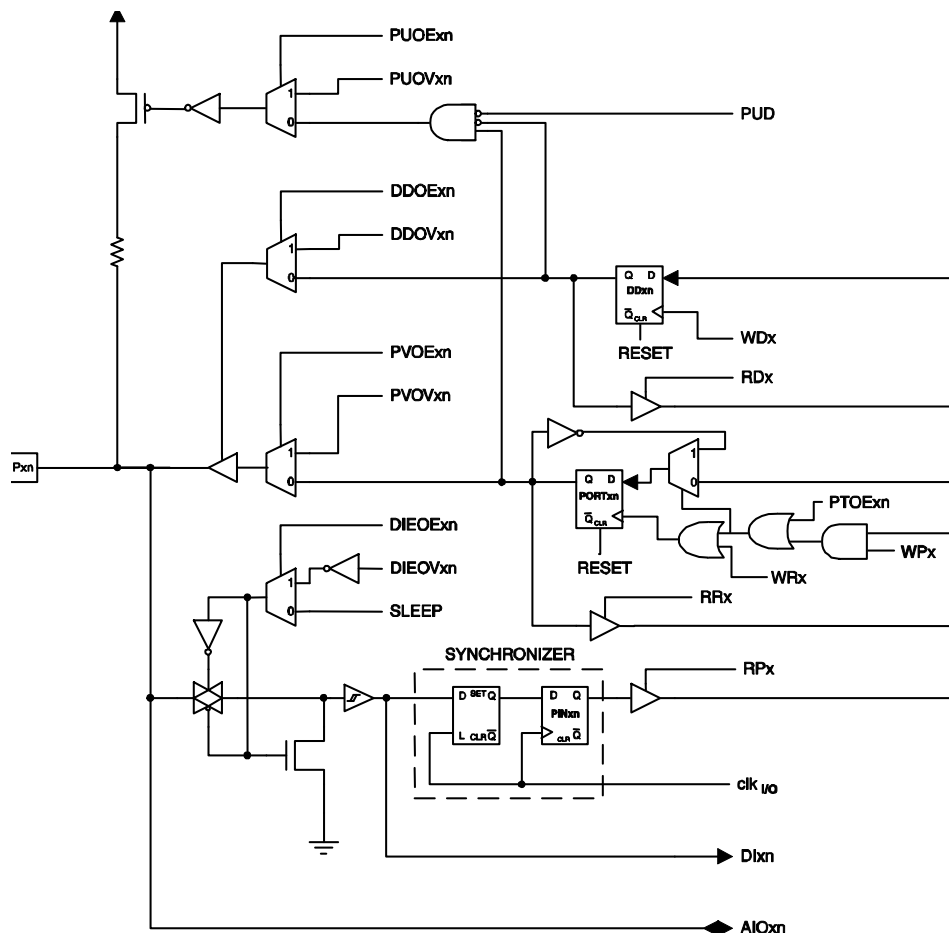 PUOExn
PUOVxn
1
0
PUD
DDOExn
DDOVxn
1
0
Q D
DDxn
Q CLR
WDx
RESET
RDx
PVOExn
PVOVxn
1
0
Pxn
1
0
Q D
PORTxn
Q CLR
PTOExn
WPx
RESET
WRx
RRx
DIEOExn
DIEOVxn
1
0
SLEEP
SYNCHRONIZER
RPx
D SET Q
L CLR Q
D Q
PINxn
CLR Q
clk I/O
DIxn
AIOxn